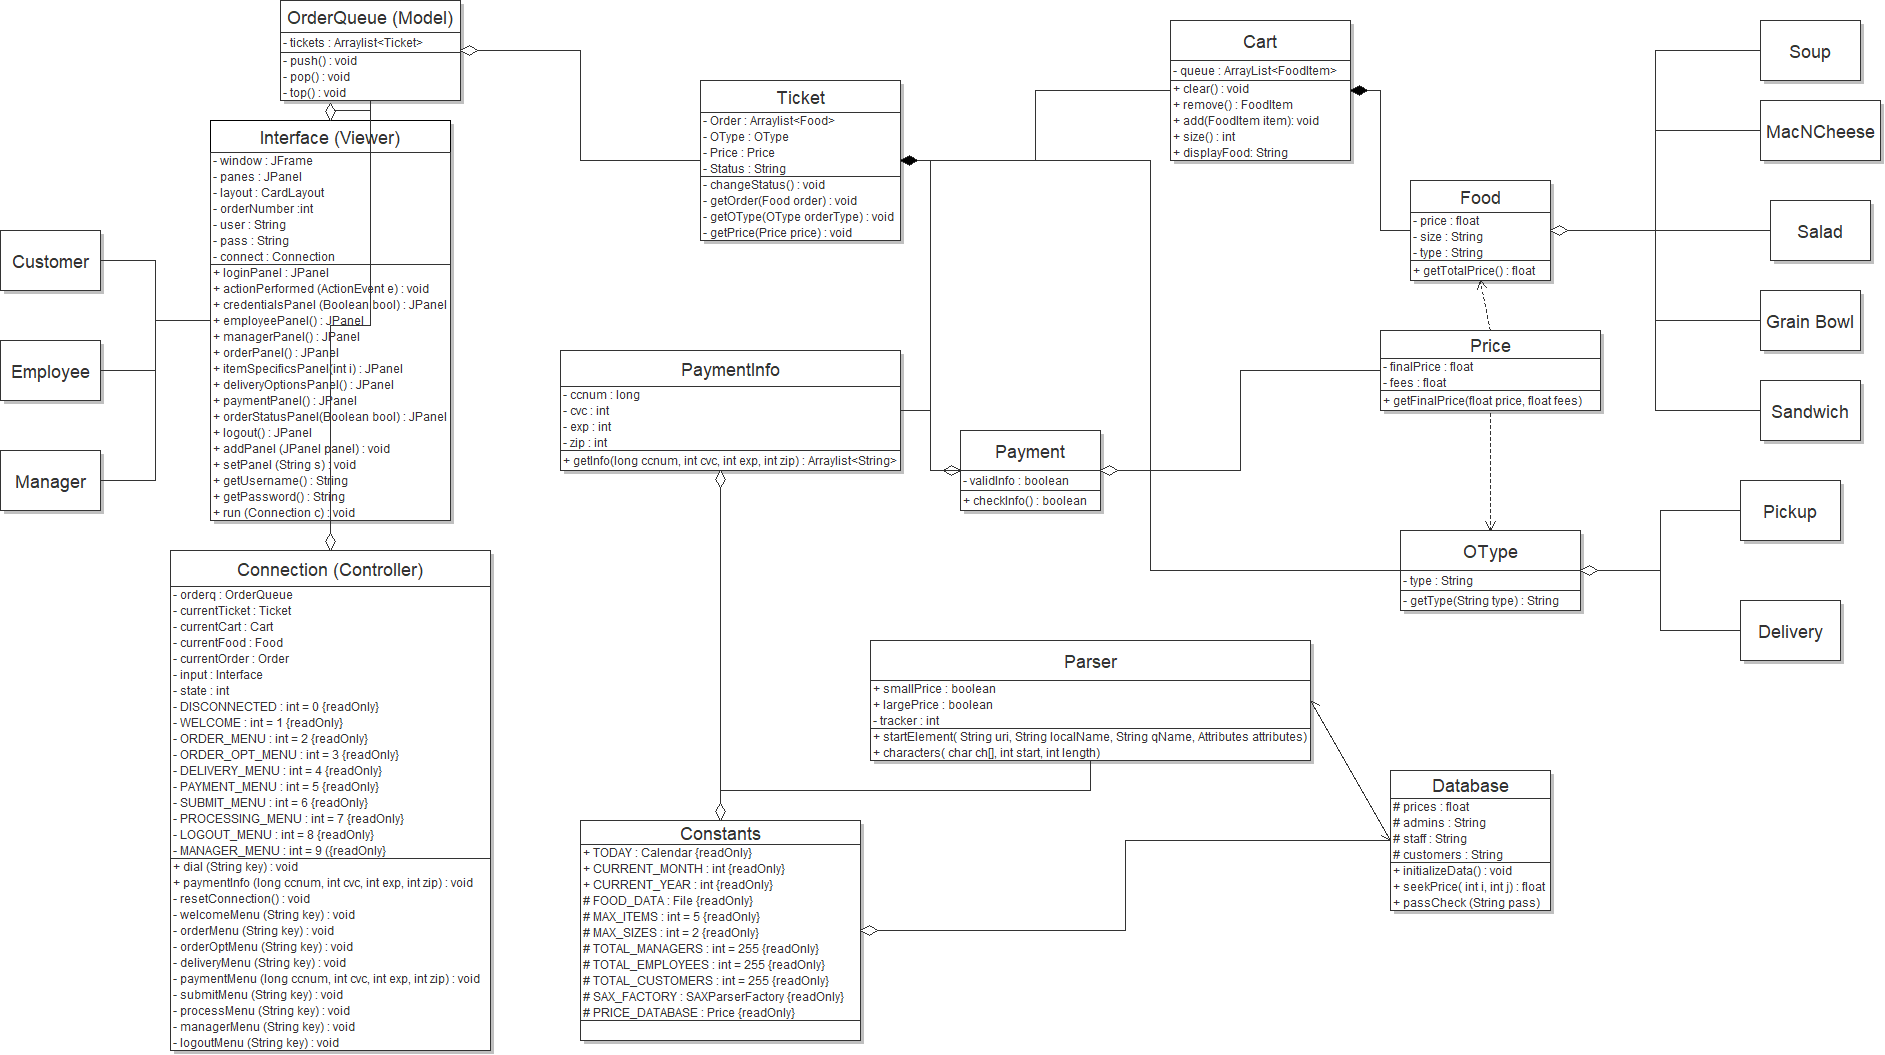 OrderQueue (Model)
- tickets : Arraylist<Ticket>
- push() : void
- pop() : void
- top() : void
Interface (Viewer)
- window : JFrame
- panes : JPanel
- layout : CardLayout
- orderNumber :int
- user : String
- pass : String
- connect : Connection
+ loginPanel : JPanel
+ actionPerformed (ActionEvent e) : void
+ credentialsPanel (Boolean bool) : JPanel
+ employeePanel() : JPanel
+ managerPanel() : JPanel
+ orderPanel() : JPanel
+ itemSpecificsPanel(int i) : JPanel
+ deliveryOptionsPanel() : JPanel
+ paymentPanel() : JPanel
+ orderStatusPanel(Boolean bool) : JPanel
+ logout() : JPanel
+ addPanel (JPanel panel) : void
+ setPanel (String s) : void
+ getUsername() : String
+ getPassword() : String
+ run (Connection c) : void
Customer
Employee
Manager
Connection (Controller)
- orderq : OrderQueue
- currentTicket : Ticket
- currentCart : Cart
- currentFood : Food
- currentOrder : Order
- input : Interface
- state : int
- DISCONNECTED : int = 0 {readOnly}
- WELCOME : int = 1 {readOnly}
- ORDER_MENU : int = 2 {readOnly}
- ORDER_OPT_MENU : int = 3 {readOnly}
- DELIVERY_MENU : int = 4 {readOnly}
- PAYMENT_MENU : int = 5 {readOnly}
- SUBMIT_MENU : int = 6 {readOnly}
- PROCESSING_MENU : int = 7 {readOnly}
- LOGOUT_MENU : int = 8 {readOnly}
- MANAGER_MENU : int = 9 ({readOnly}
+ dial (String key) : void
+ paymentInfo (long ccnum, int cvc, int exp, int zip) : void
- resetConnection() : void
- welcomeMenu (String key) : void
- orderMenu (String key) : void
- orderOptMenu (String key) : void
- deliveryMenu (String key) : void
- paymentMenu (long ccnum, int cvc, int exp, int zip) : void
- submitMenu (String key) : void
- processMenu (String key) : void
- managerMenu (String key) : void
- logoutMenu (String key) : void
Ticket
- Order : Arraylist<Food>
- OType : OType
- Price : Price
- Status : String
- changeStatus() : void
- getOrder(Food order) : void
- getOType(OType orderType) : void
- getPrice(Price price) : void
PaymentInfo
- ccnum : long
- cvc : int
- exp : int
- zip : int
+ getInfo(long ccnum, int cvc, int exp, int zip) : Arraylist<String>
Payment
- validInfo : boolean
+ checkInfo() : boolean
Cart
- queue : ArrayList<FoodItem>
+ clear() : void
+ remove() : FoodItem
+ add(FoodItem item): void
+ size() : int
+ displayFood: String
Food
- price : float
- size : String
- type : String
+ getTotalPrice() : float
Price
- finalPrice : float
- fees : float
+ getFinalPrice(float price, float fees)
OType
- type : String
- getType(String type) : String
Soup
MacNCheese
Salad
Grain Bowl
Sandwich
Pickup
Delivery
Parser
+ smallPrice : boolean
+ largePrice : boolean
- tracker : int
+ startElement( String uri, String localName, String qName, Attributes attributes)
+ characters( char ch[], int start, int length)
Constants
+ TODAY : Calendar {readOnly}
+ CURRENT_MONTH : int {readOnly}
+ CURRENT_YEAR : int {readOnly}
# FOOD_DATA : File {readOnly}
# MAX_ITEMS : int = 5 {readOnly}
# MAX_SIZES : int = 2 {readOnly}
# TOTAL_MANAGERS : int = 255 {readOnly}
# TOTAL_EMPLOYEES : int = 255 {readOnly}
# TOTAL_CUSTOMERS : int = 255 {readOnly}
# SAX_FACTORY : SAXParserFactory {readOnly}
# PRICE_DATABASE : Price {readOnly}
Database
# prices : float
# admins : String
# staff : String
# customers : String
+ initializeData() : void
+ seekPrice( int i, int j) : float
+ passCheck (String pass)